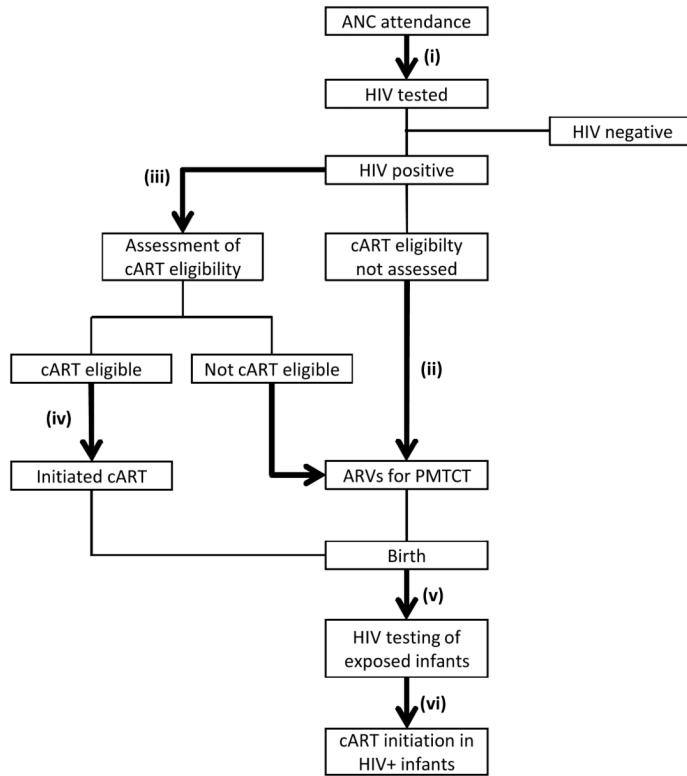 ANC attendance
(i)
HIV tested
HIV negative
HIV positive
(iii)
Assessment of
cART eligibility
cART eligibilty
not assessed
cART eligible
Not cART eligible
(ii)
(iv)
Initiated cART
ARVs for PMTCT
Birth
(v)
HIV testing of
exposed infants
(vi)
cART initiation in
HIV+ infants